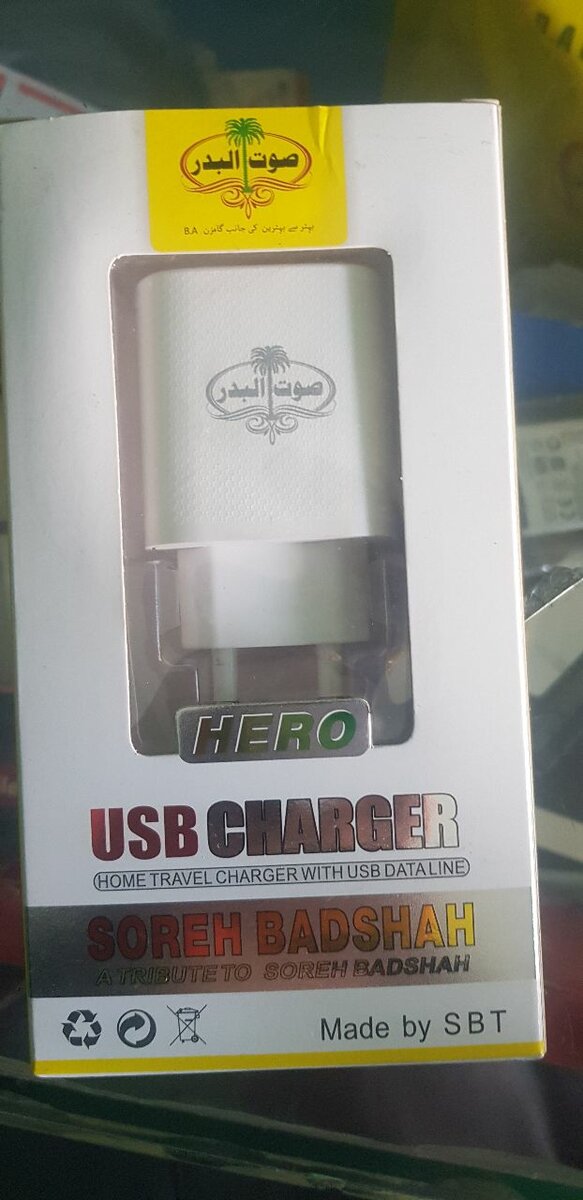 صوت البدر
بہتر سے بہترین کی جانب گامزن B.A
صوت البدر
HERO
USB CHARGER
HOME TRAVEL CHARGER WITH USB DATA LINE
SOREH BADSHAH
A TRIBUTE TO SOREH BADSHAH
Made by SBT